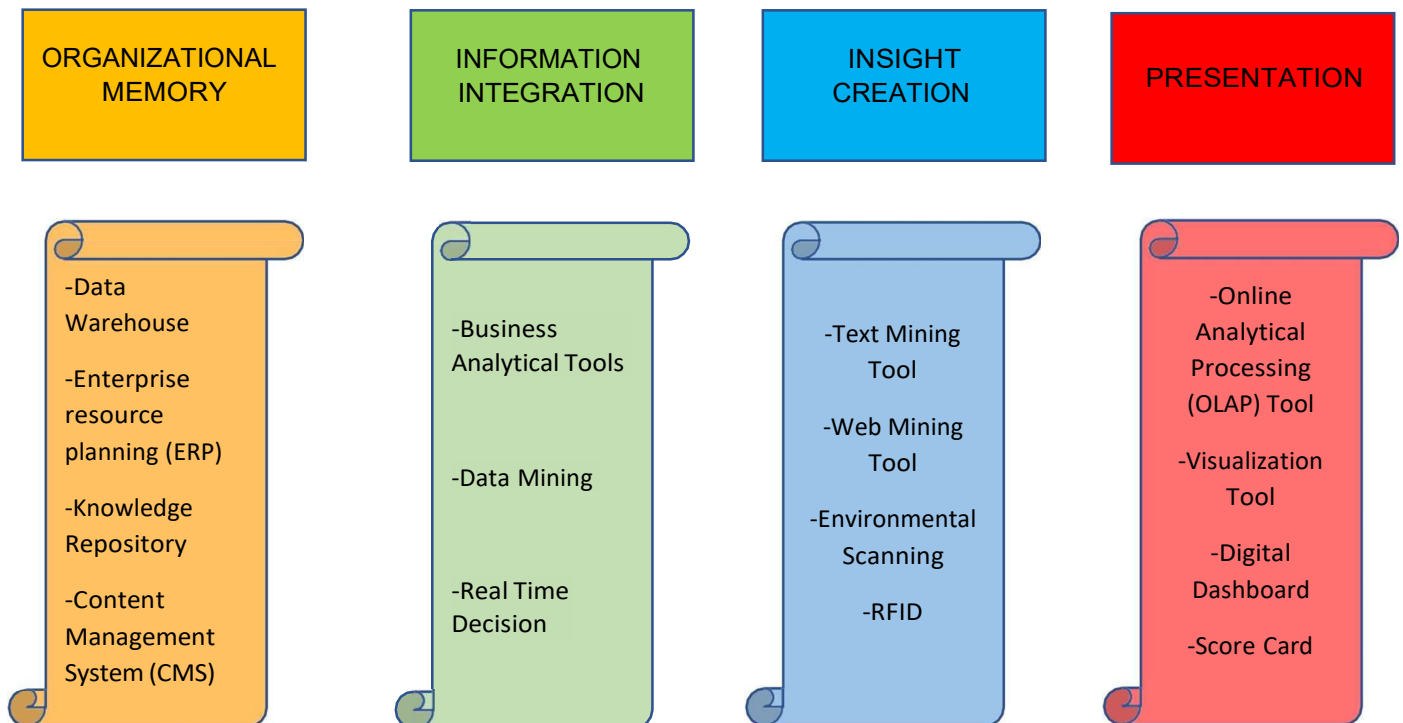 ORGANIZATIONAL
MEMORY
INFORMATION
INTEGRATION
INSIGHT
CREATION
PRESENTATION
-Data
Warehouse
-Enterprise
resource
planning (ERP)
-Knowledge
Repository
-Content
Management
System (CMS)
-Business
Analytical Tools
-Data Mining
-Real Time
Decision
-Text Mining
Tool
-Web Mining
Tool
-Environmental
Scanning
-RFID
-Online
Analytical
Processing
(OLAP) Tool
-Visualization
Tool
-Digital
Dashboard
-Score Card